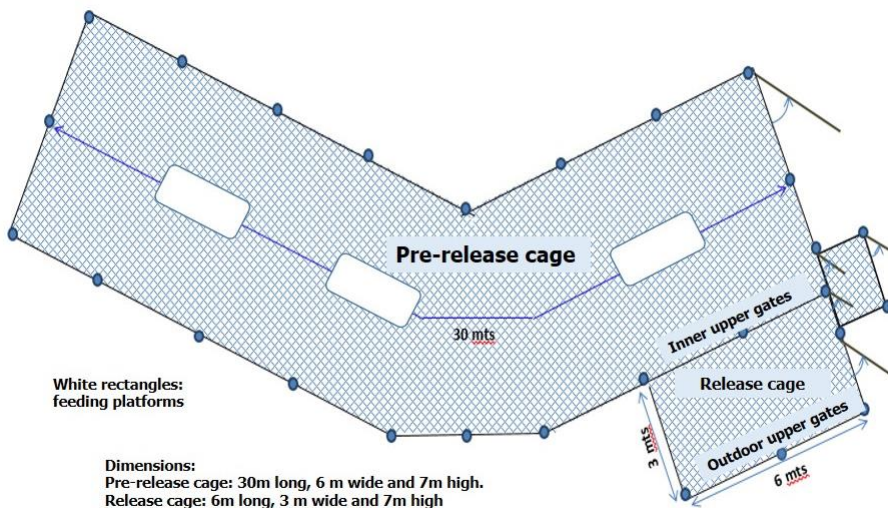 Pre-release cage
30 mts
Inner upper gates
Release cage
Outdoor upper gates
3 mts
6 mts
White rectangles:
feeding platforms
Dimensions:
Pre-release cage: 30m long, 6 m wide and 7m high.
Release cage: 6m long, 3 m wide and 7m high